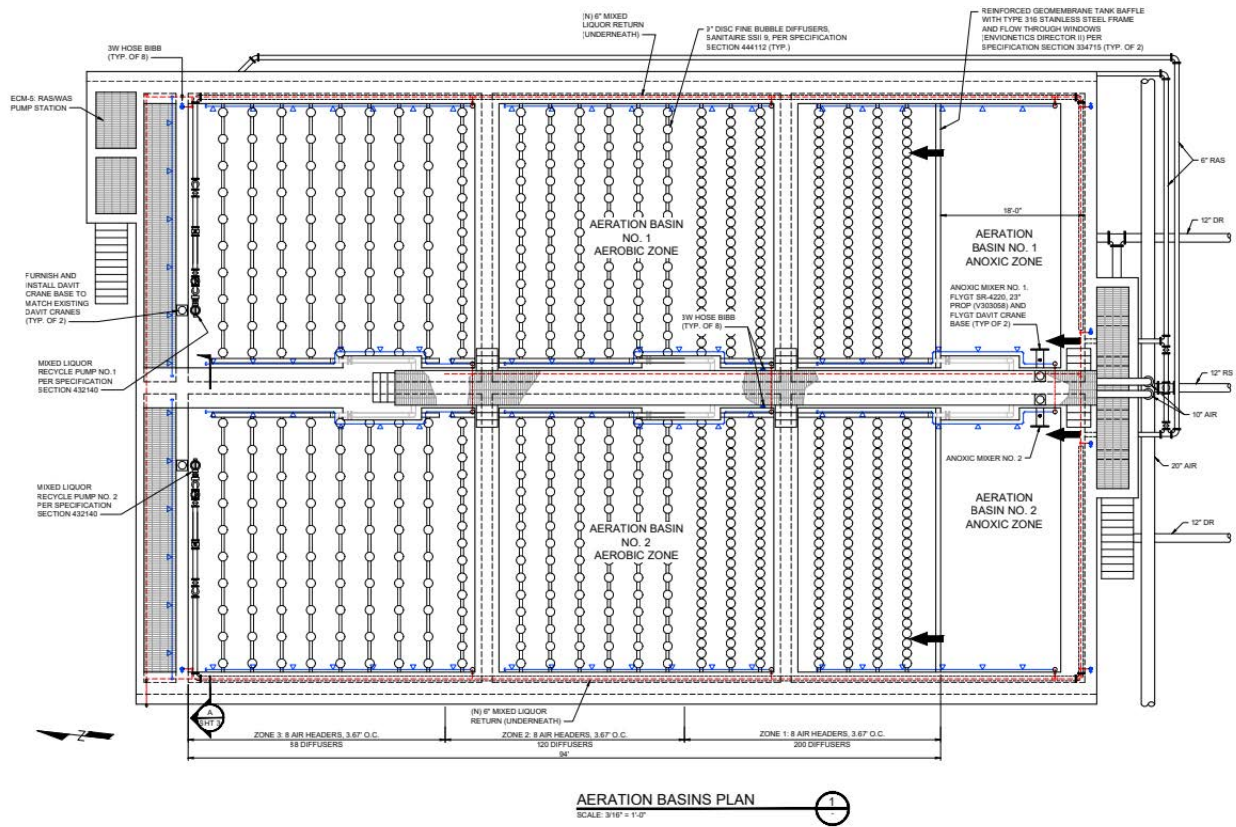 (N) 6" MIXED
LIQUOR RETURN
(UNDERNEATH)
9" DISC FINE BUBBLE DIFFUSERS,
SANITAIRE SSII 9, PER SPECIFICATION
SECTION 444112 (TYP.)
REINFORCED GEOMEMBRANE TANK BAFFLE
WITH TYPE 316 STAINLESS STEEL FRAME
AND FLOW THROUGH WINDOWS
(ENVIONETICS DIRECTOR II) PER
SPECIFICATION SECTION 334715 (TYP. OF 2)
3W HOSE BIBB
(TYP. OF 8)
ECM-5: RAS/WAS
PUMP STATION
6" RAS
18'-0"
12" DR
AERATION BASIN
NO. 1
AEROBIC ZONE
AERATION
BASIN NO. 1
ANOXIC ZONE
FURNISH AND
INSTALL DAVIT
CRANE BASE TO
MATCH EXISTING
DAVIT CRANES
(TYP. OF 2)
ANOXIC MIXER NO. 1.
FLYGT SR-4220, 23"
PROP (V303058) AND
FLYGT DAVIT CRANE
BASE (TYP OF 2)
3W HOSE BIBB
(TYP. OF 8)
MIXED LIQUOR
RECYCLE PUMP NO.1
PER SPECIFICATION
SECTION 432140
12" RS
10" AIR
ANOXIC MIXER NO. 2
20" AIR
MIXED LIQUOR
RECYCLE PUMP NO. 2
PER SPECIFICATION
SECTION 432140
AERATION BASIN
NO. 2
AEROBIC ZONE
AERATION
BASIN NO. 2
ANOXIC ZONE
12" DR
(N) 6" MIXED LIQUOR
RETURN (UNDERNEATH)
A
SHT 3
Z
ZONE 3: 8 AIR HEADERS, 3.67' O.C.
ZONE 2: 8 AIR HEADERS, 3.67' O.C.
ZONE 1: 8 AIR HEADERS, 3.67' O.C.
120 DIFFUSERS
200 DIFFUSERS
94'
AERATION BASINS PLAN
1
-
SCALE: 3/16" = 1'-0"